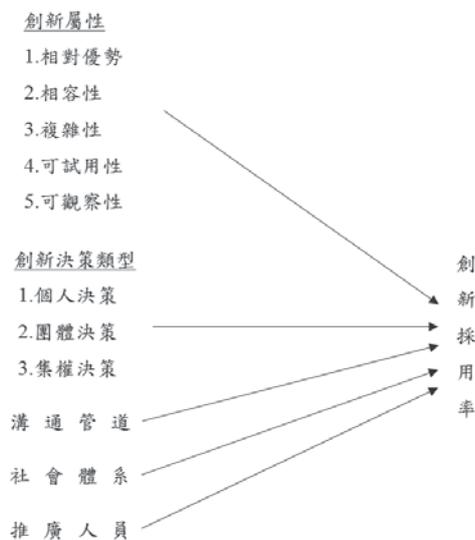 創新屬性
1.相對優勢
2.相容性
3.複雜性
4.可試用性
5.可觀察性
創新決策類型
1.個人決策
2.團體決策
3.集權決策
溝通管道
社會體系
推廣人員
創新採用率